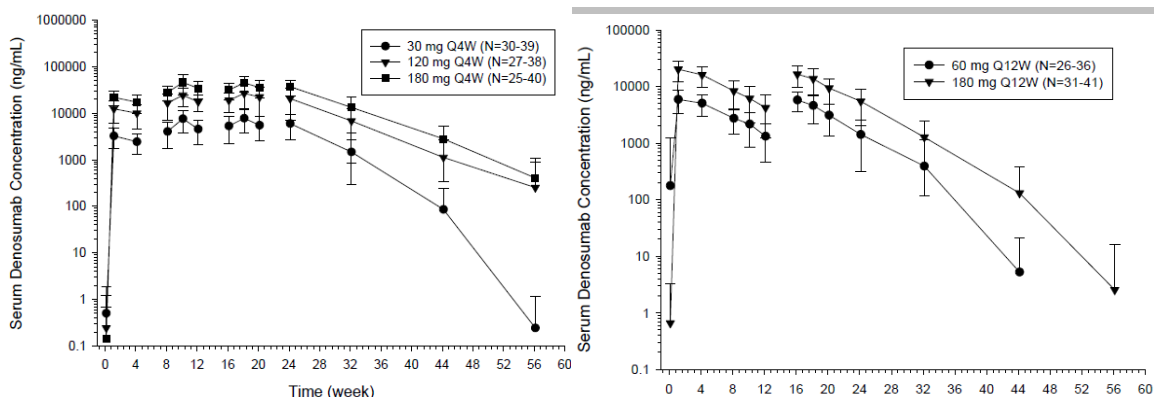 Serum Denosumab Concentration (ng/mL)
1000000
100000
10000
1000
100
10
1
0.1
30 mg Q4W (N=30-39)
120 mg Q4W (N=27-38)
180 mg Q4W (N=25-40)
0 4 8 12 16 20 24 28 32 36 40 44 48 52 56 60
Time (week)
Serum Denosumab Concentration (ng/mL)
100000
10000
1000
100
10
1
0.1
60 mg Q12W (N=26-36)
180 mg Q12W (N=31-41)
0 4 8 12 16 20 24 28 32 36 40 44 48 52 56 60